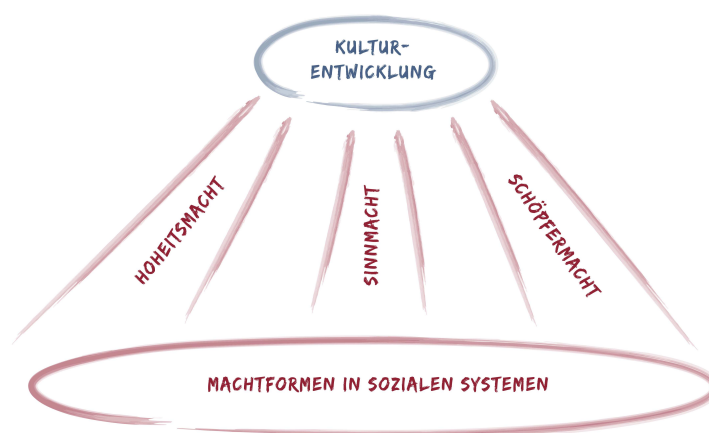 KULTUR-
ENTWICKLUNG
HOHEITSMACHT
SINNMACHT
SCHÖPFERMACHT
MACHTFORMEN IN SOZIALEN SYSTEMEN